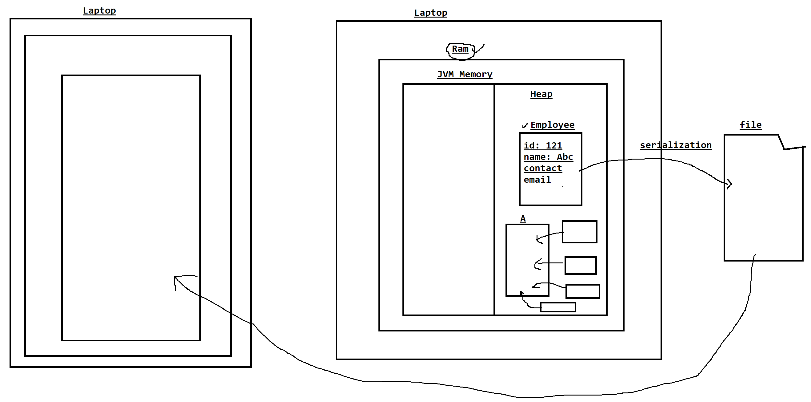 Laptop
Laptop
Ram
JVM Memory
Heap
Employee
id: 121
name: Abc
contact
email
A
serialization
file